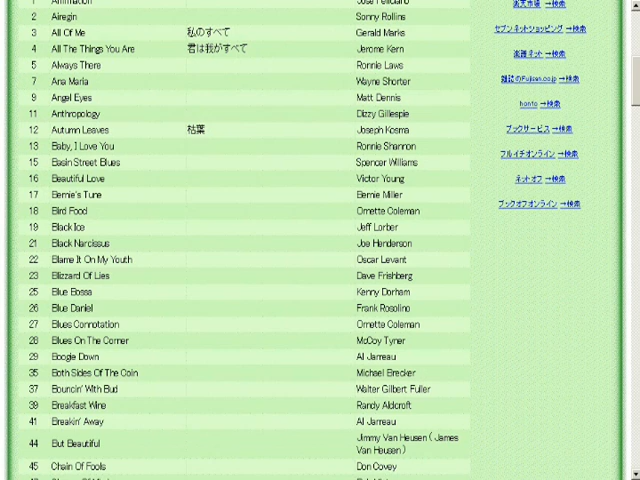 1 Affirmation José Feliciano
2 Airegin Sonny Rollins
3 All Of Me 私のすべて Gerald Marks
4 All The Things You Are 君は我がすべて Jerome Kern
5 Always There Ronnie Laws
7 Ana Maria Wayne Shorter
9 Angel Eyes Matt Dennis
11 Anthropology Dizzy Gillespie
12 Autumn Leaves 枯葉 Joseph Kosma
13 Baby, I Love You Ronnie Shannon
15 Basin Street Blues Spencer Williams
16 Beautiful Love Victor Young
17 Bernie's Tune Bernie Miller
18 Bird Food Ornette Coleman
19 Black Ice Jeff Lorber
21 Black Narcissus Joe Henderson
22 Blame It On My Youth Oscar Levant
23 Blizzard Of Lies Dave Frishberg
25 Blue Bossa Kenny Dorham
26 Blue Daniel Frank Rosolino
27 Blues Connotation Ornette Coleman
28 Blues On The Corner McCoy Tyner
29 Boogie Down Al Jarreau
35 Both Sides Of The Coin Michael Brecker
37 Bouncin' With Bud Walter Gilbert Fuller
39 Breakfast Wine Randy Aldcroft
41 Breakin' Away Al Jarreau
44 But Beautiful Jimmy Van Heusen ( James
Van Heusen )
45 Chain Of Fools Don Covey
楽天市場 →検索
セブンネットショッピング →検索
楽譜ネット →検索
雑誌のFujisan.co.jp →検索
honto →検索
ブックサービス →検索
フルイチオンライン →検索
ネットオフ →検索
ブックオフオンライン →検索